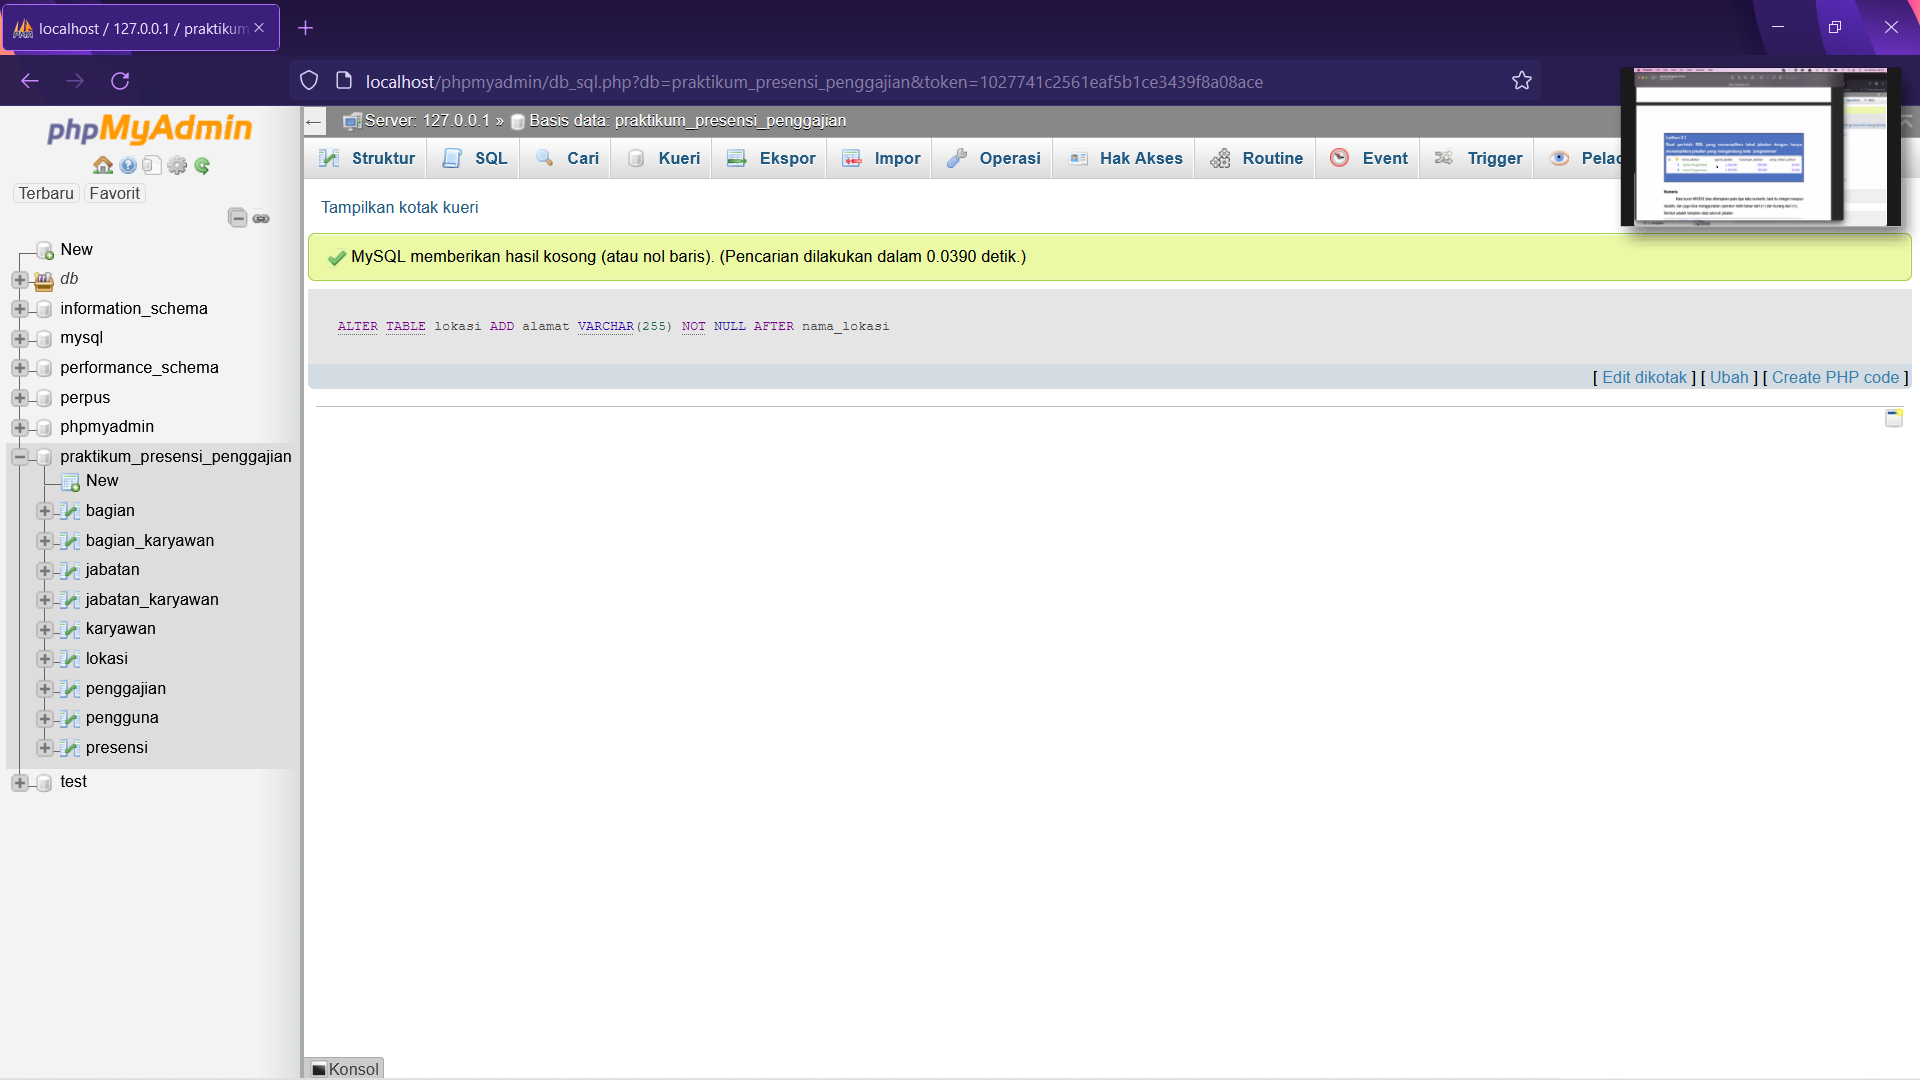 localhost / 127.0.0.1 / praktikum
localhost/phpmyadmin/db_sql.php?db=praktikum_presensi_penggajian&token=1027741c2561eaf5b1ce3439f8a08ace
phpMyAdmin
Terbaru Favorit
New
db
information_schema
mysql
performance_schema
perpus
phpmyadmin
praktikum_presensi_penggajian
New
bagian
bagian_karyawan
jabatan
jabatan_karyawan
karyawan
lokasi
penggajian
pengguna
presensi
test
Server: 127.0.0.1 » Basis data: praktikum_presensi_penggajian
Struktur SQL Cari Kueri Ekspor Impor Operasi Hak Akses Routine Event Trigger Pelac
Tampilkan kotak kueri
MySQL memberikan hasil kosong (atau nol baris). (Pencarian dilakukan dalam 0.0390 detik.)
ALTER TABLE lokasi ADD alamat VARCHAR(255) NOT NULL AFTER nama_lokasi
[ Edit dikotak ] [ Ubah ] [ Create PHP code ]
Konsol